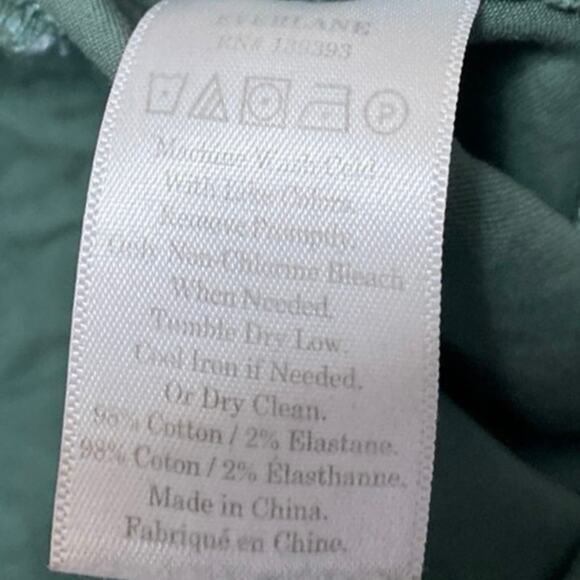 EVERLANE
RN# 139393
P
Machine Wash Cold
With Like Colors.
Remove Promptly.
Only Non-Chlorine Bleach
When Needed.
Tumble Dry Low.
Cool Iron if Needed.
Or Dry Clean.
98% Cotton / 2% Elastane.
98% Coton / 2% Élasthanne.
Made in China.
Fabriqué en Chine.